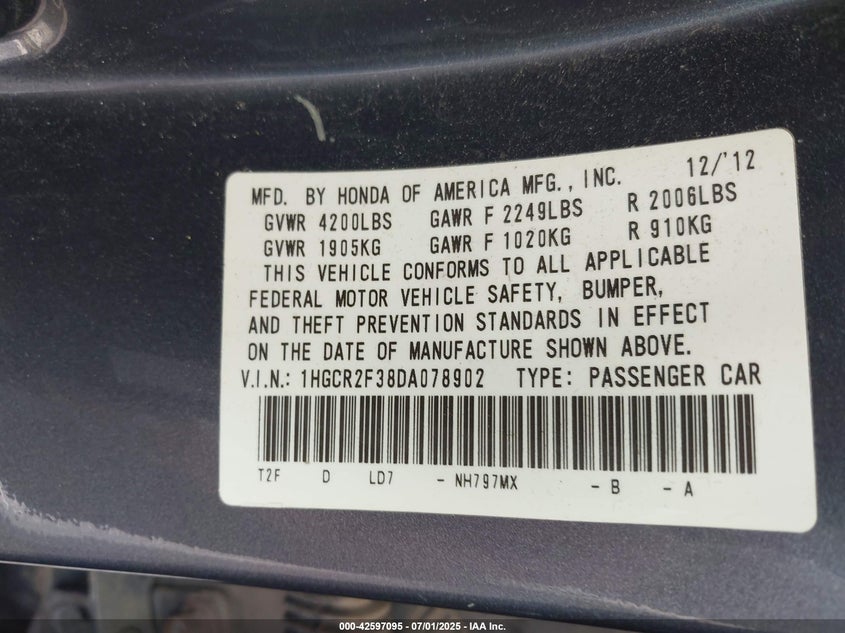 MFD. BY HONDA OF AMERICA MFG., INC. 12/'12
GVWR 4200LBS GAWR F 2249LBS R 2006LBS
GVWR 1905KG GAWR F 1020KG R 910KG
THIS VEHICLE CONFORMS TO ALL APPLICABLE
FEDERAL MOTOR VEHICLE SAFETY, BUMPER,
AND THEFT PREVENTION STANDARDS IN EFFECT
ON THE DATE OF MANUFACTURE SHOWN ABOVE.
V.I.N.: 1HGCR2F38DA078902 TYPE: PASSENGER CAR
T2F D LD7 - NH797MX - B - A
000-42597095 - 07/01/2025 - IAA Inc.